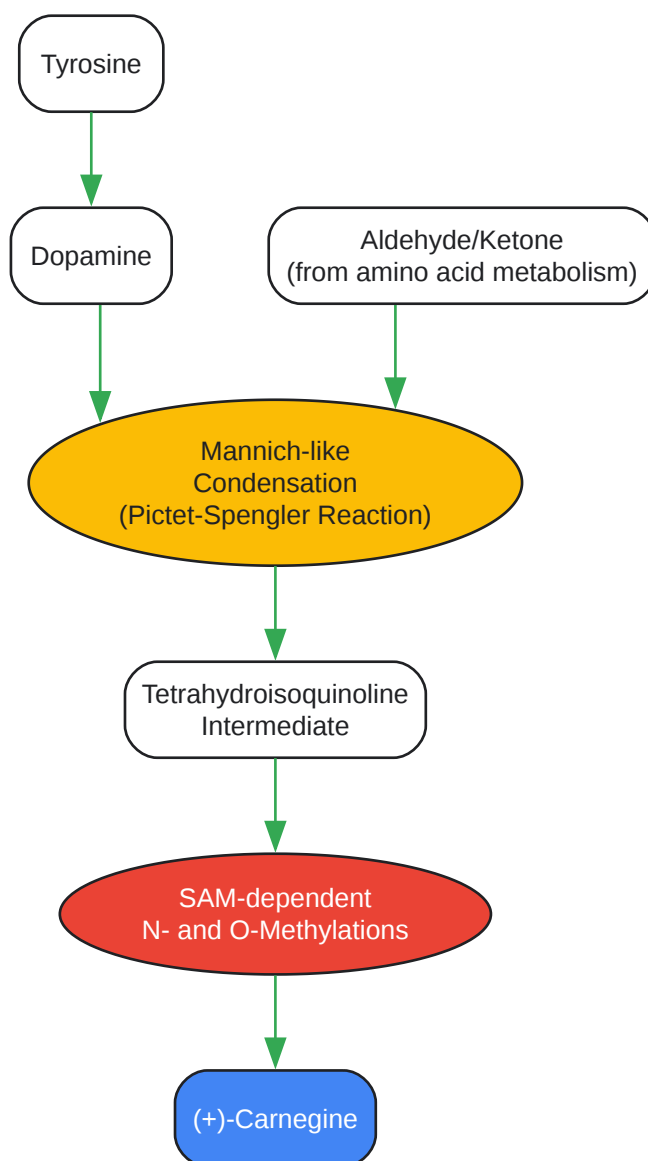 Tyrosine
Dopamine
Aldehyde/Ketone
(from amino acid metabolism)
Mannich-like
Condensation
(Pictet-Spengler Reaction)
Tetrahydroisoquinoline
Intermediate
SAM-dependent
N- and O-Methylations
(+)-Carnegine